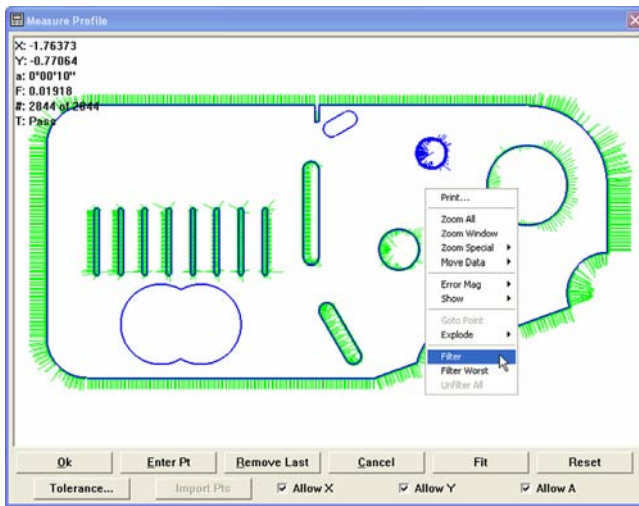 Measure Profile
X: -1.76373
Y: -0.77064
a: 0°00'10"
F: 0.01918
#: 2844 of 2844
T: Pass
Print...
Zoom All
Zoom Window
Zoom Special
Move Data
Error Mag
Show
Goto Point
Explode
Filter
Filter Worst
Unfilter All
Ok
Enter Pt
Remove Last
Cancel
Fit
Reset
Tolerance...
Import Pts
Allow X
Allow Y
Allow A